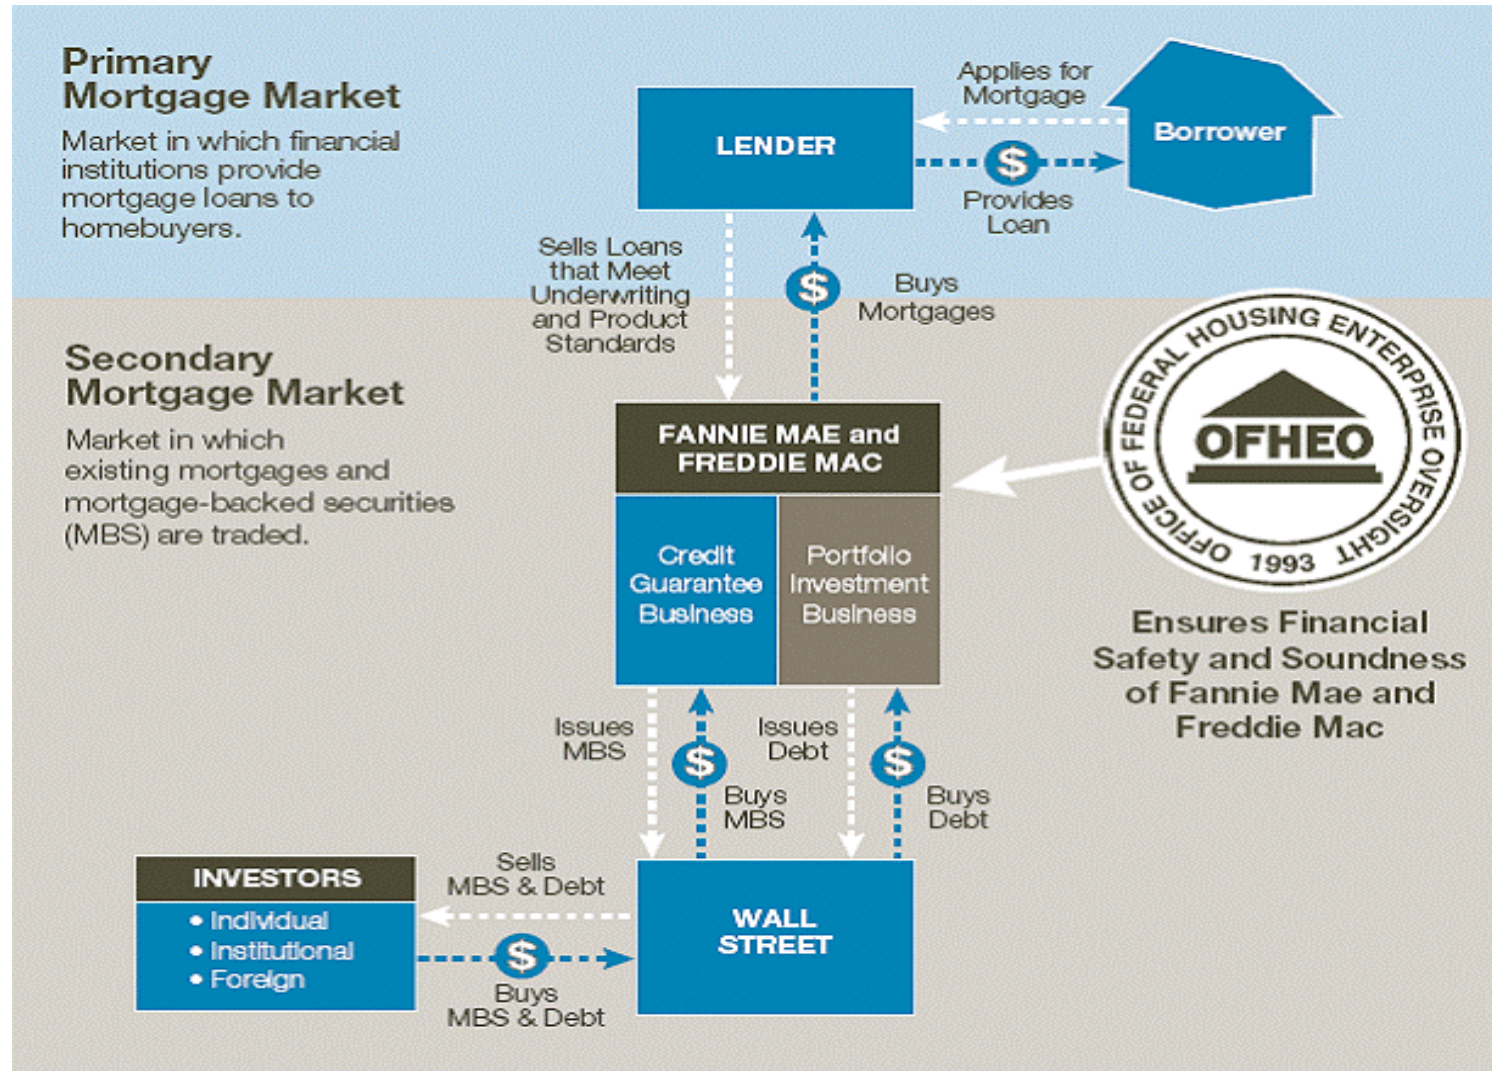 Primary
Mortgage Market
Market in which financial
institutions provide
mortgage loans to
homebuyers.
LENDER
Applies for
Mortgage
Borrower
$
Provides
Loan
Sells Loans
that Meet
Underwriting
and Product
Standards
$
Buys
Mortgages
Secondary
Mortgage Market
Market in which
existing mortgages and
mortgage-backed securities
(MBS) are traded.
FANNIE MAE and
FREDDIE MAC
Credit
Guarantee
Business
Portfolio
Investment
Business
OFFICE OF FEDERAL HOUSING ENTERPRISE OVERSIGHT
OFHEO
1993
Ensures Financial
Safety and Soundness
of Fannie Mae and
Freddie Mac
Issues
MBS
$
Buys
MBS
Issues
Debt
$
Buys
Debt
INVESTORS
• Individual
• Institutional
• Foreign
Sells
MBS & Debt
$
Buys
MBS & Debt
WALL
STREET